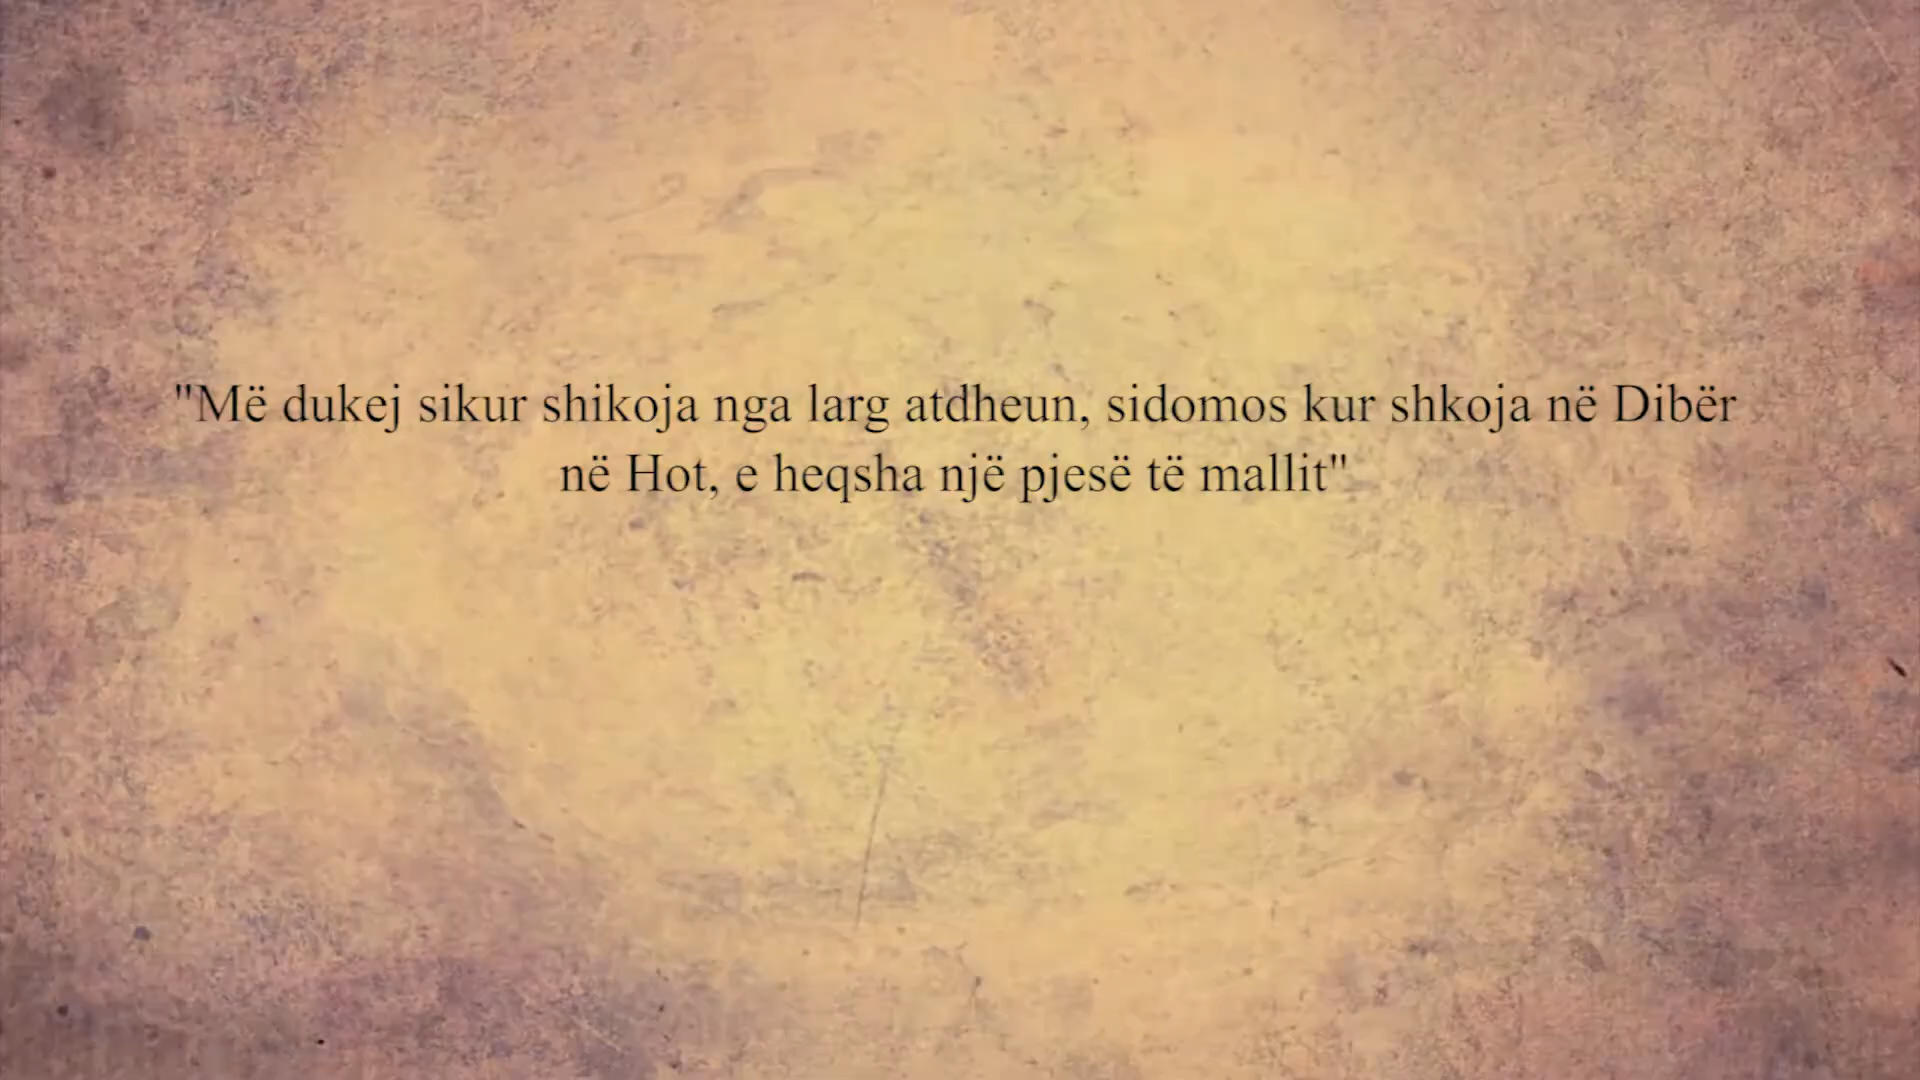 "Më dukej sikur shikoja nga larg atdheun, sidomos kur shkoja në Dibër
në Hot, e heqsha një pjesë të mallit"